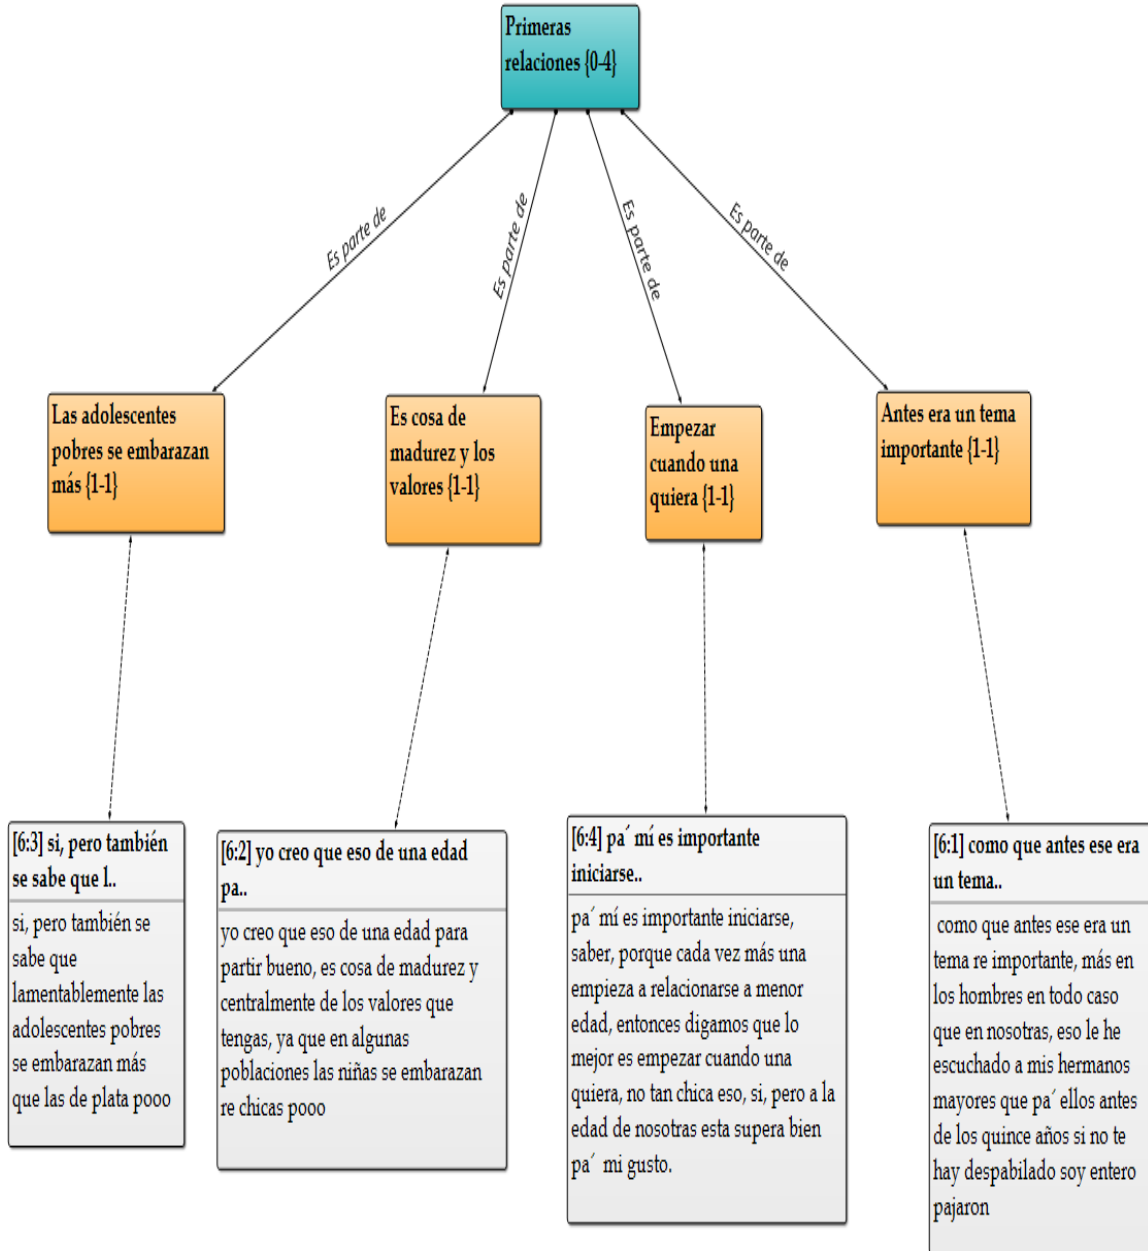 Primeras
relaciones {0-4}
Es parte de
Es parte de
Es parte de
Es parte de
Las adolescentes
pobres se embarazan
más {1-1}
Es cosa de
madurez y los
valores {1-1}
Empezar
cuando una
quiera {1-1}
Antes era un tema
importante {1-1}
[6:3] si, pero también
se sabe que l..
si, pero también se
sabe que
lamentablemente las
adolescentes pobres
se embarazan más
que las de plata pooo
[6:2] yo creo que eso de una edad
pa..
yo creo que eso de una edad para
partir bueno, es cosa de madurez y
centralmente de los valores que
tengas, ya que en algunas
poblaciones las niñas se embarazan
re chicas pooo
[6:4] pa´ mí es importante
iniciarse..
pa´ mí es importante iniciarse,
saber, porque cada vez más una
empieza a relacionarse a menor
edad, entonces digamos que lo
mejor es empezar cuando una
quiera, no tan chica eso, si, pero a la
edad de nosotras esta supera bien
pa´ mi gusto.
[6:1] como que antes ese era
un tema..
como que antes ese era un
tema re importante, más en
los hombres en todo caso
que en nosotras, eso le he
escuchado a mis hermanos
mayores que pa´ ellos antes
de los quince años si no te
hay despabilado soy entero
pajaron